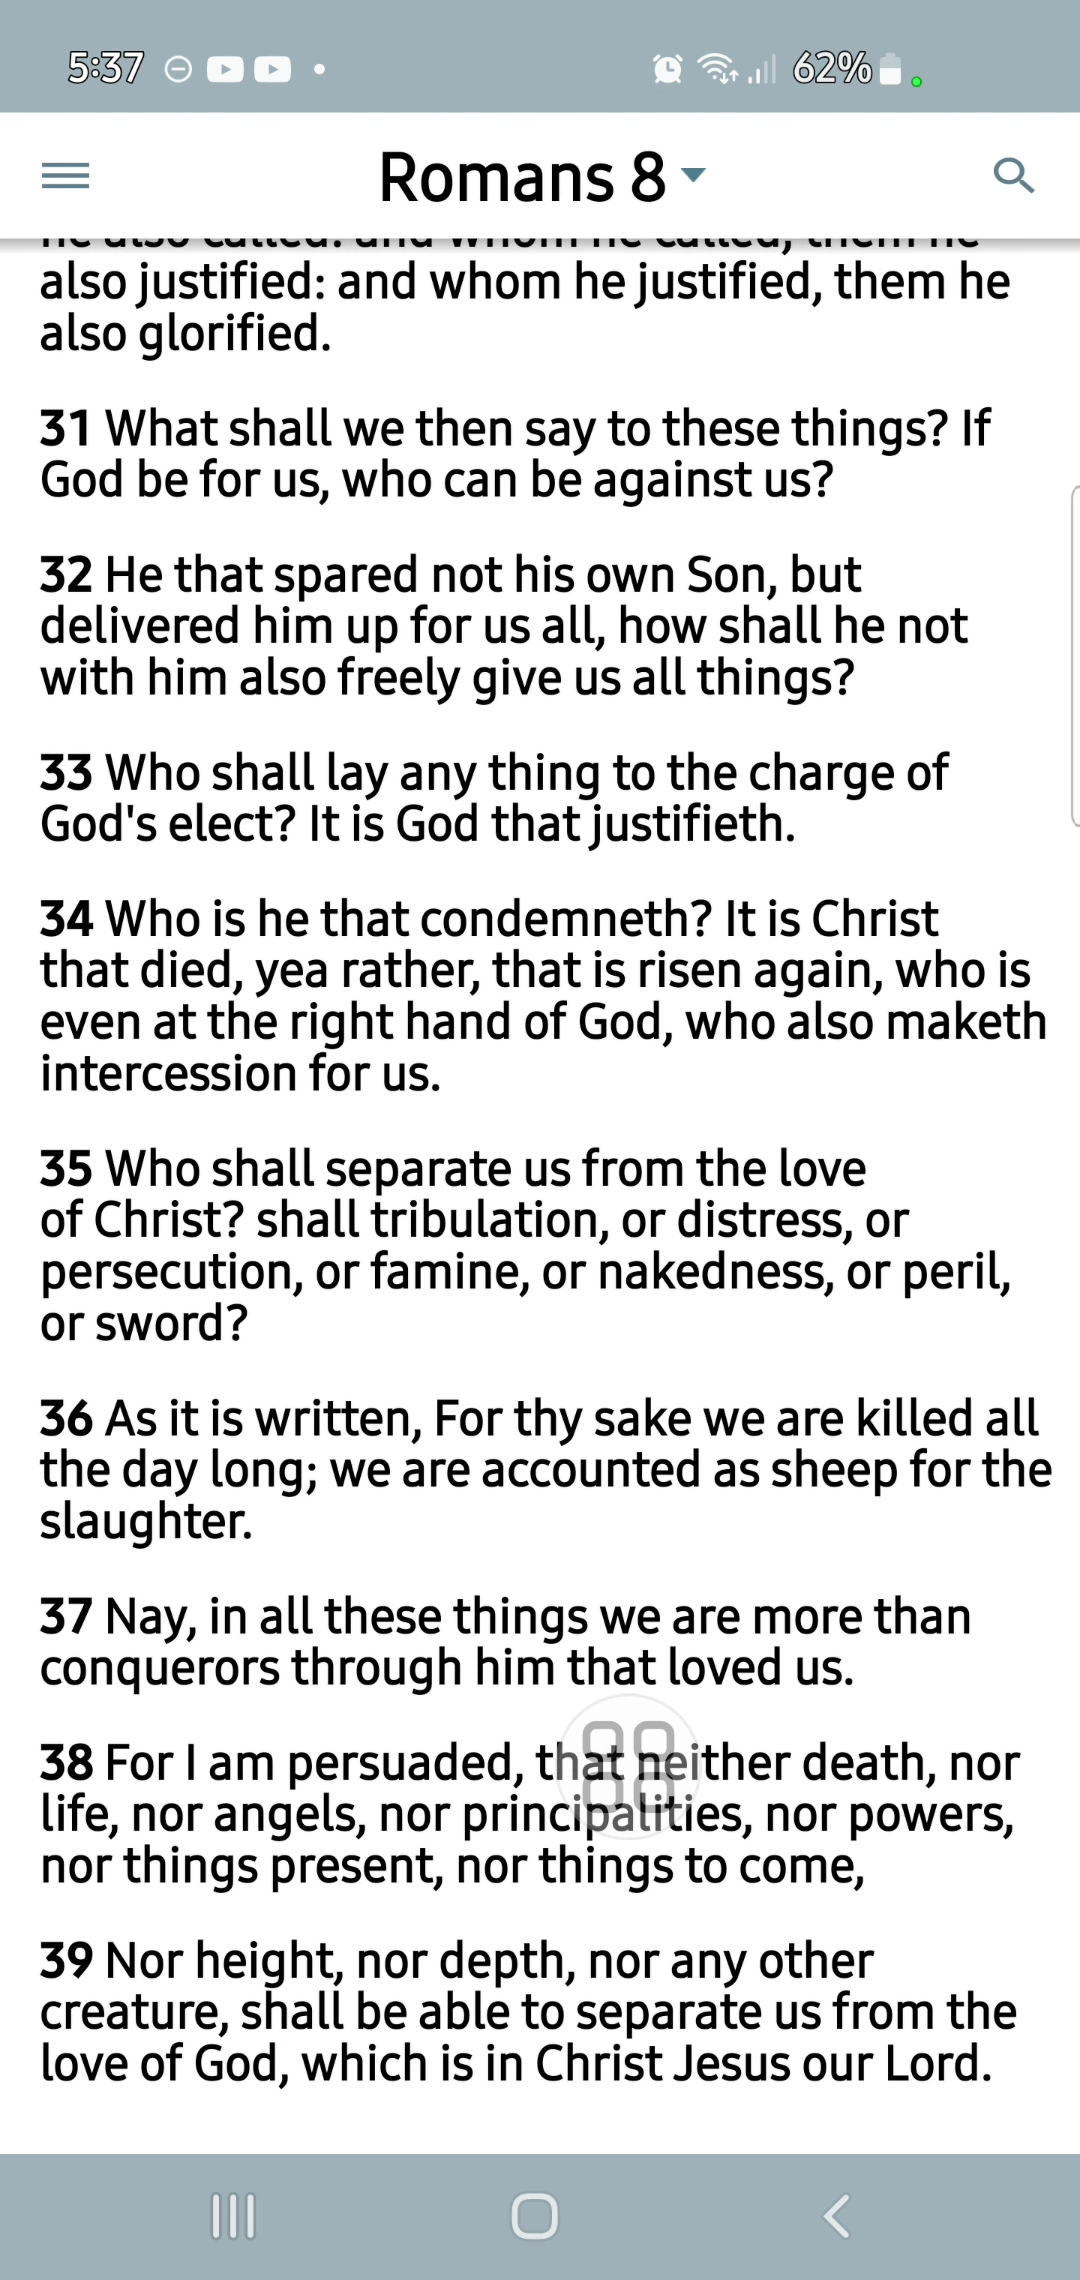 5:37
62%
Romans 8
he also called: and whom he called, them he
also justified: and whom he justified, them he
also glorified.
31 What shall we then say to these things? If
God be for us, who can be against us?
32 He that spared not his own Son, but
delivered him up for us all, how shall he not
with him also freely give us all things?
33 Who shall lay any thing to the charge of
God's elect? It is God that justifieth.
34 Who is he that condemneth? It is Christ
that died, yea rather, that is risen again, who is
even at the right hand of God, who also maketh
intercession for us.
35 Who shall separate us from the love
of Christ? shall tribulation, or distress, or
persecution, or famine, or nakedness, or peril,
or sword?
36 As it is written, For thy sake we are killed all
the day long; we are accounted as sheep for the
slaughter.
37 Nay, in all these things we are more than
conquerors through him that loved us.
38 For I am persuaded, that neither death, nor
life, nor angels, nor principalities, nor powers,
nor things present, nor things to come,
39 Nor height, nor depth, nor any other
creature, shall be able to separate us from the
love of God, which is in Christ Jesus our Lord.